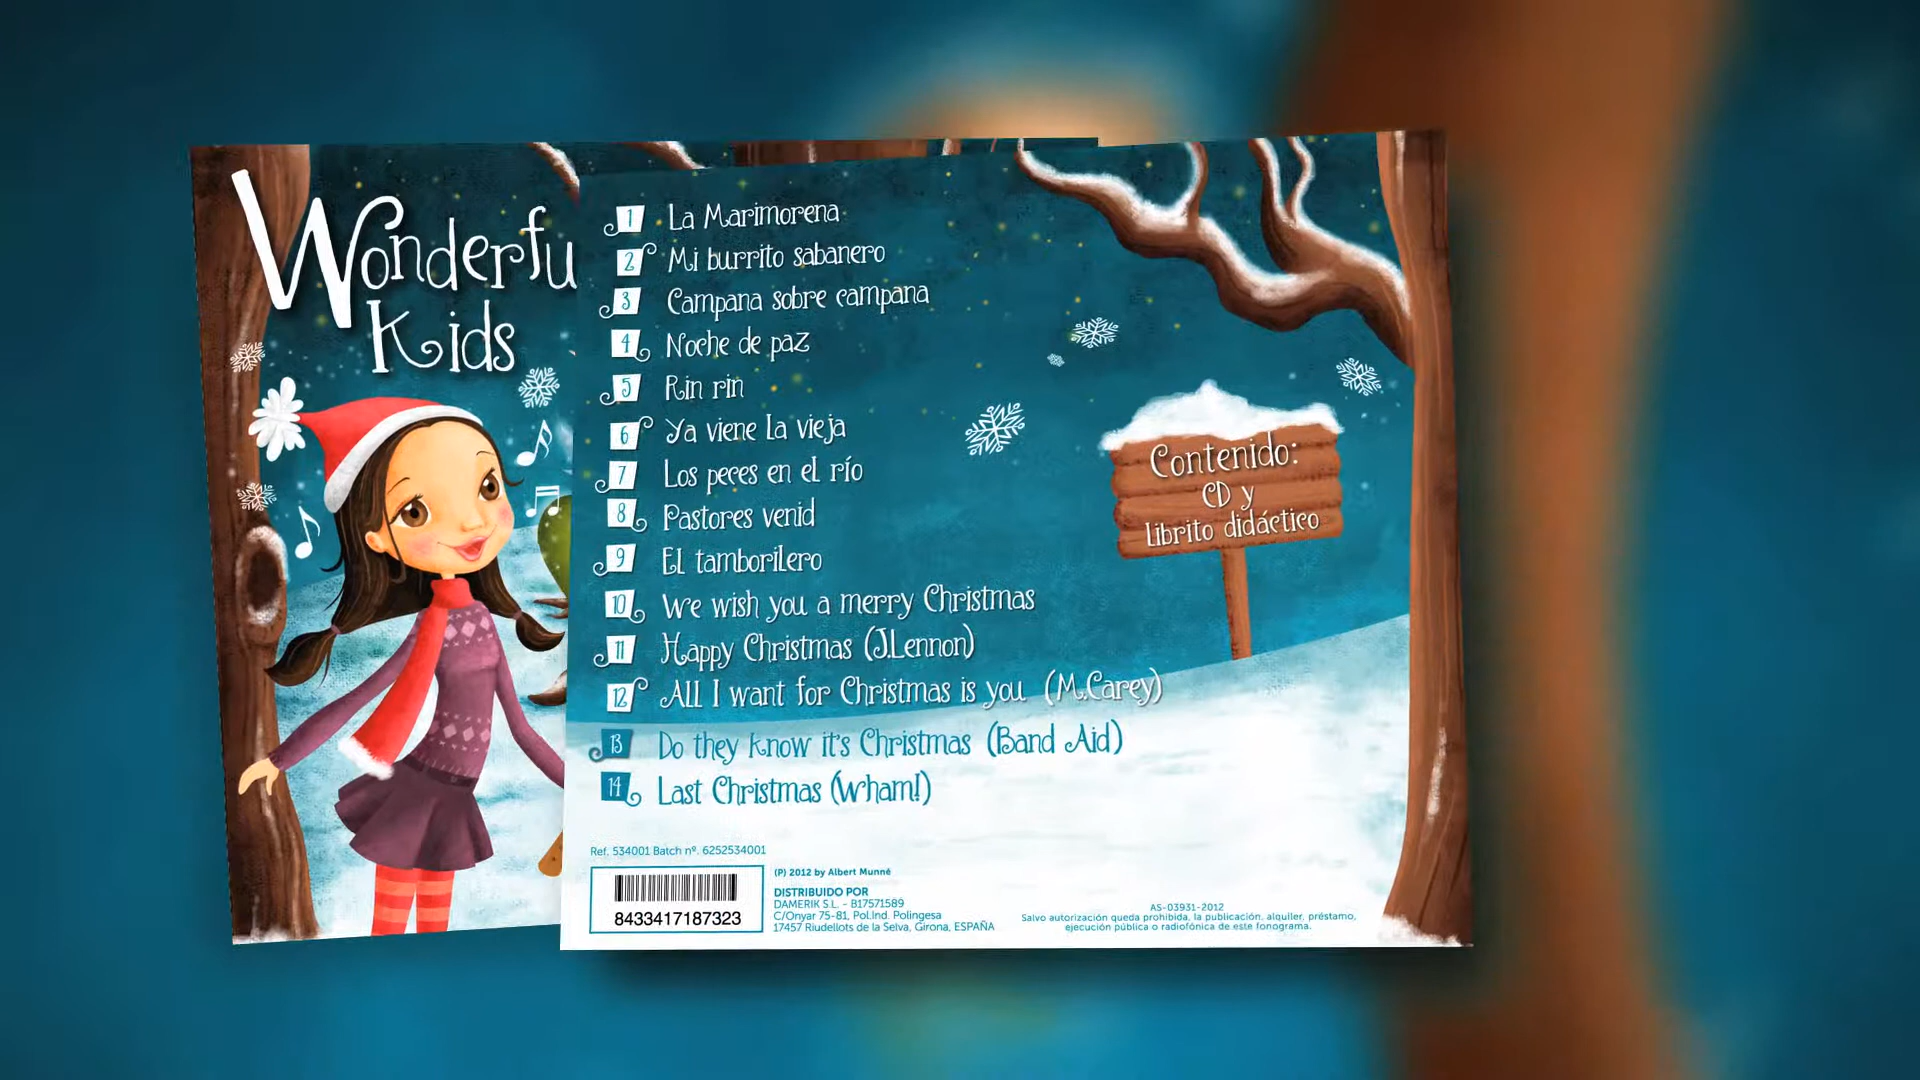 Wonderfu
Kids
1 La Marimorena
2 Mi burrito sabanero
3 Campana sobre campana
4 Noche de paz
5 Rin rin
6 Ya viene la vieja
7 Los peces en el río
8 Pastores venid
9 El tamborilero
10 We wish you a merry Christmas
11 Happy Christmas (J.Lennon)
12 All I want for Christmas is you (M.Carey)
13 Do they know it's Christmas (Band Aid)
14 Last Christmas (Wham!)
Contenido:
CD y
Librito didáctico
Ref. 534001 Batch nº. 6252534001
8433417187323
(P) 2012 by Albert Munné
DISTRIBUIDO POR
DAMERIK S.L. - B17571589
C/Onyar 75-81, Pol.Ind. Polingesa
17457 Riudellots de la Selva, Girona, ESPAÑA
AS-03931-2012
Salvo autorización queda prohibida, la publicación, alquiler, préstamo,
ejecución pública o radiofónica de este fonograma.